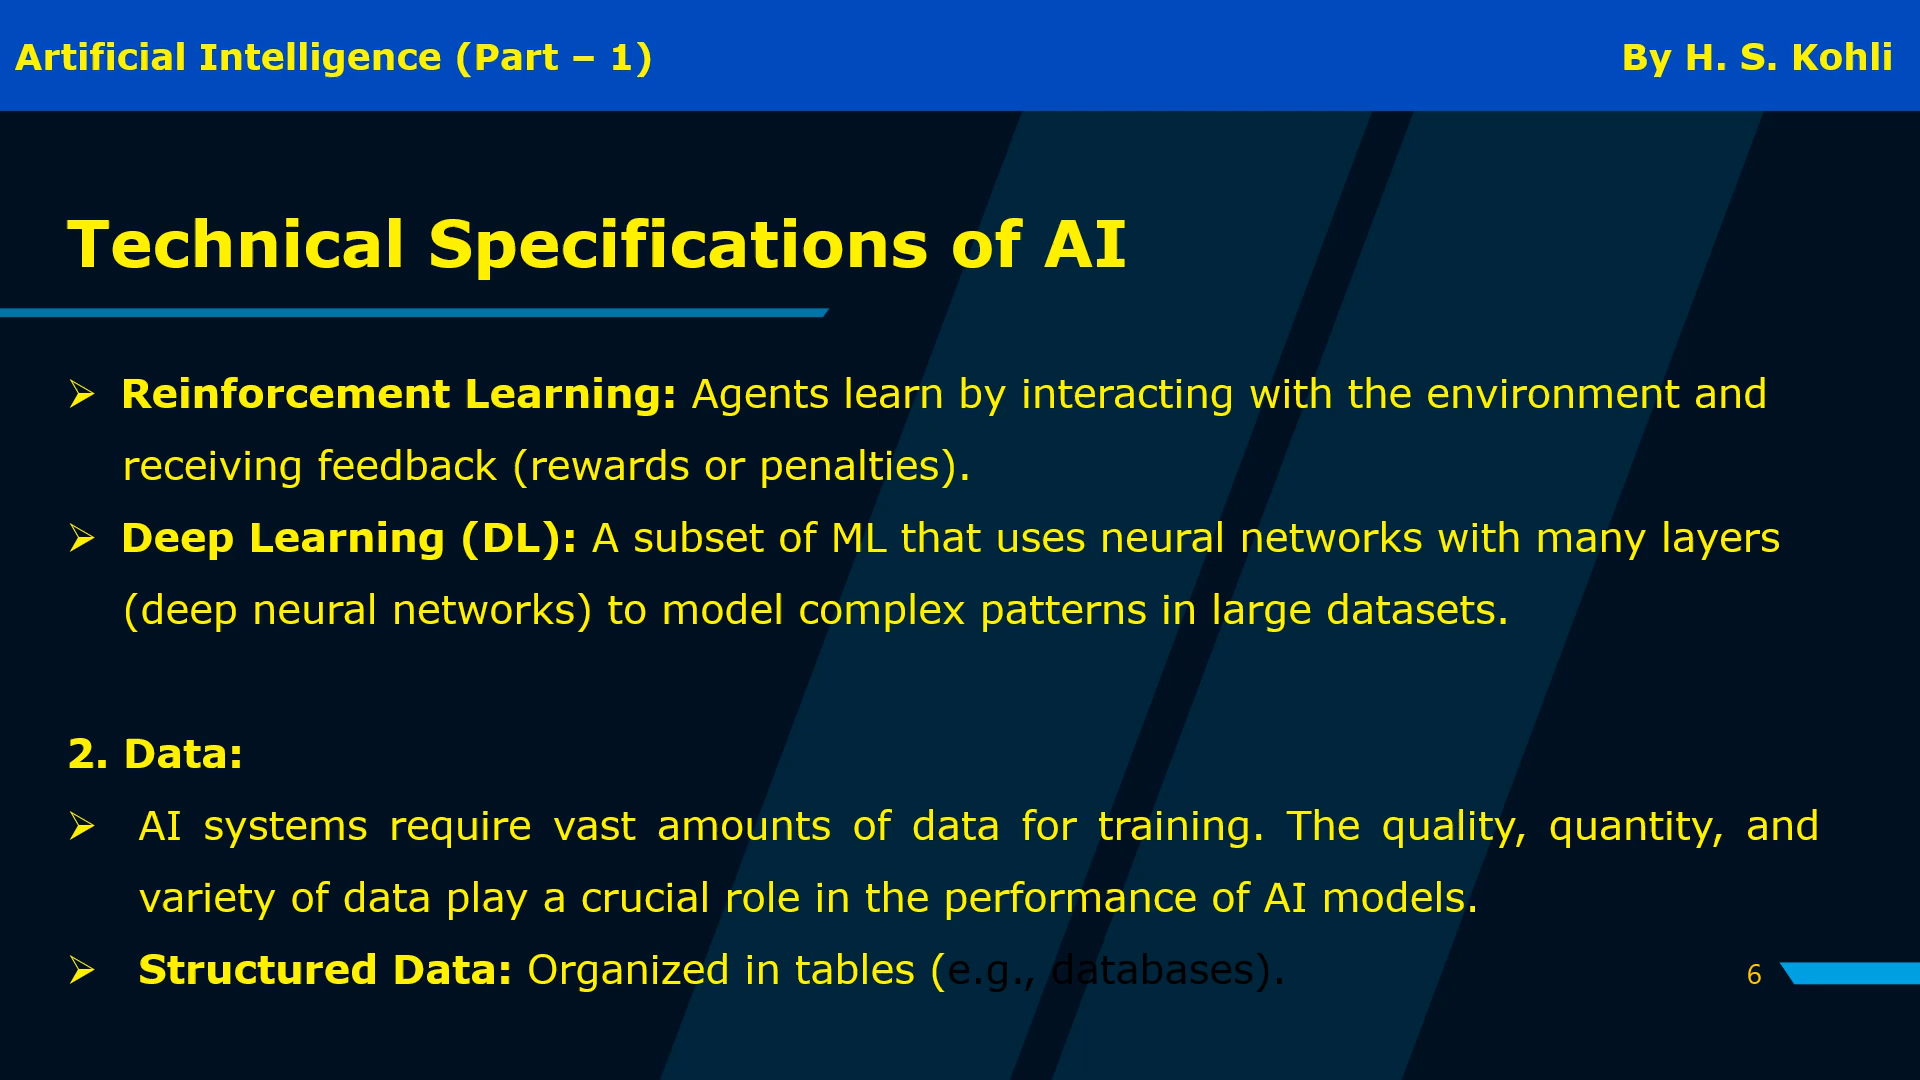 Artificial Intelligence (Part – 1)
By H. S. Kohli
Technical Specifications of AI
➢ Reinforcement Learning: Agents learn by interacting with the environment and
receiving feedback (rewards or penalties).
➢ Deep Learning (DL): A subset of ML that uses neural networks with many layers
(deep neural networks) to model complex patterns in large datasets.
2. Data:
➢ AI systems require vast amounts of data for training. The quality, quantity, and
variety of data play a crucial role in the performance of AI models.
➢ Structured Data: Organized in tables (e.g., databases).
6